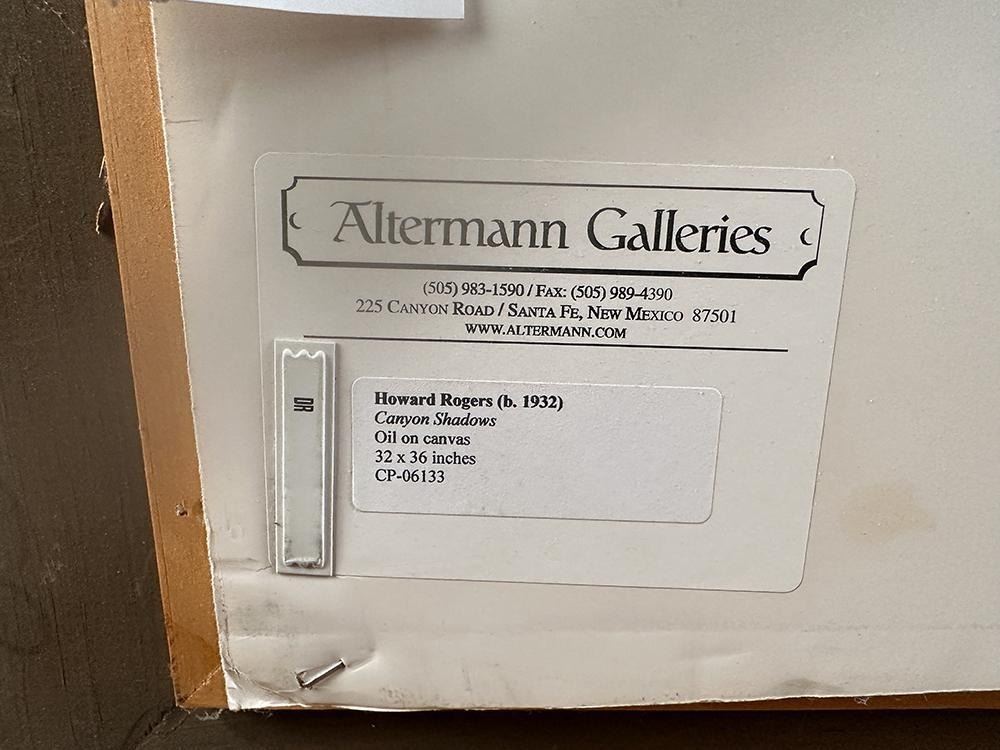 Altermann Galleries
(505) 983-1590 / FAX: (505) 989-4390
225 CANYON ROAD / SANTA FE, NEW MEXICO 87501
WWW.ALTERMANN.COM
DR
Howard Rogers (b. 1932)
Canyon Shadows
Oil on canvas
32 x 36 inches
CP-06133